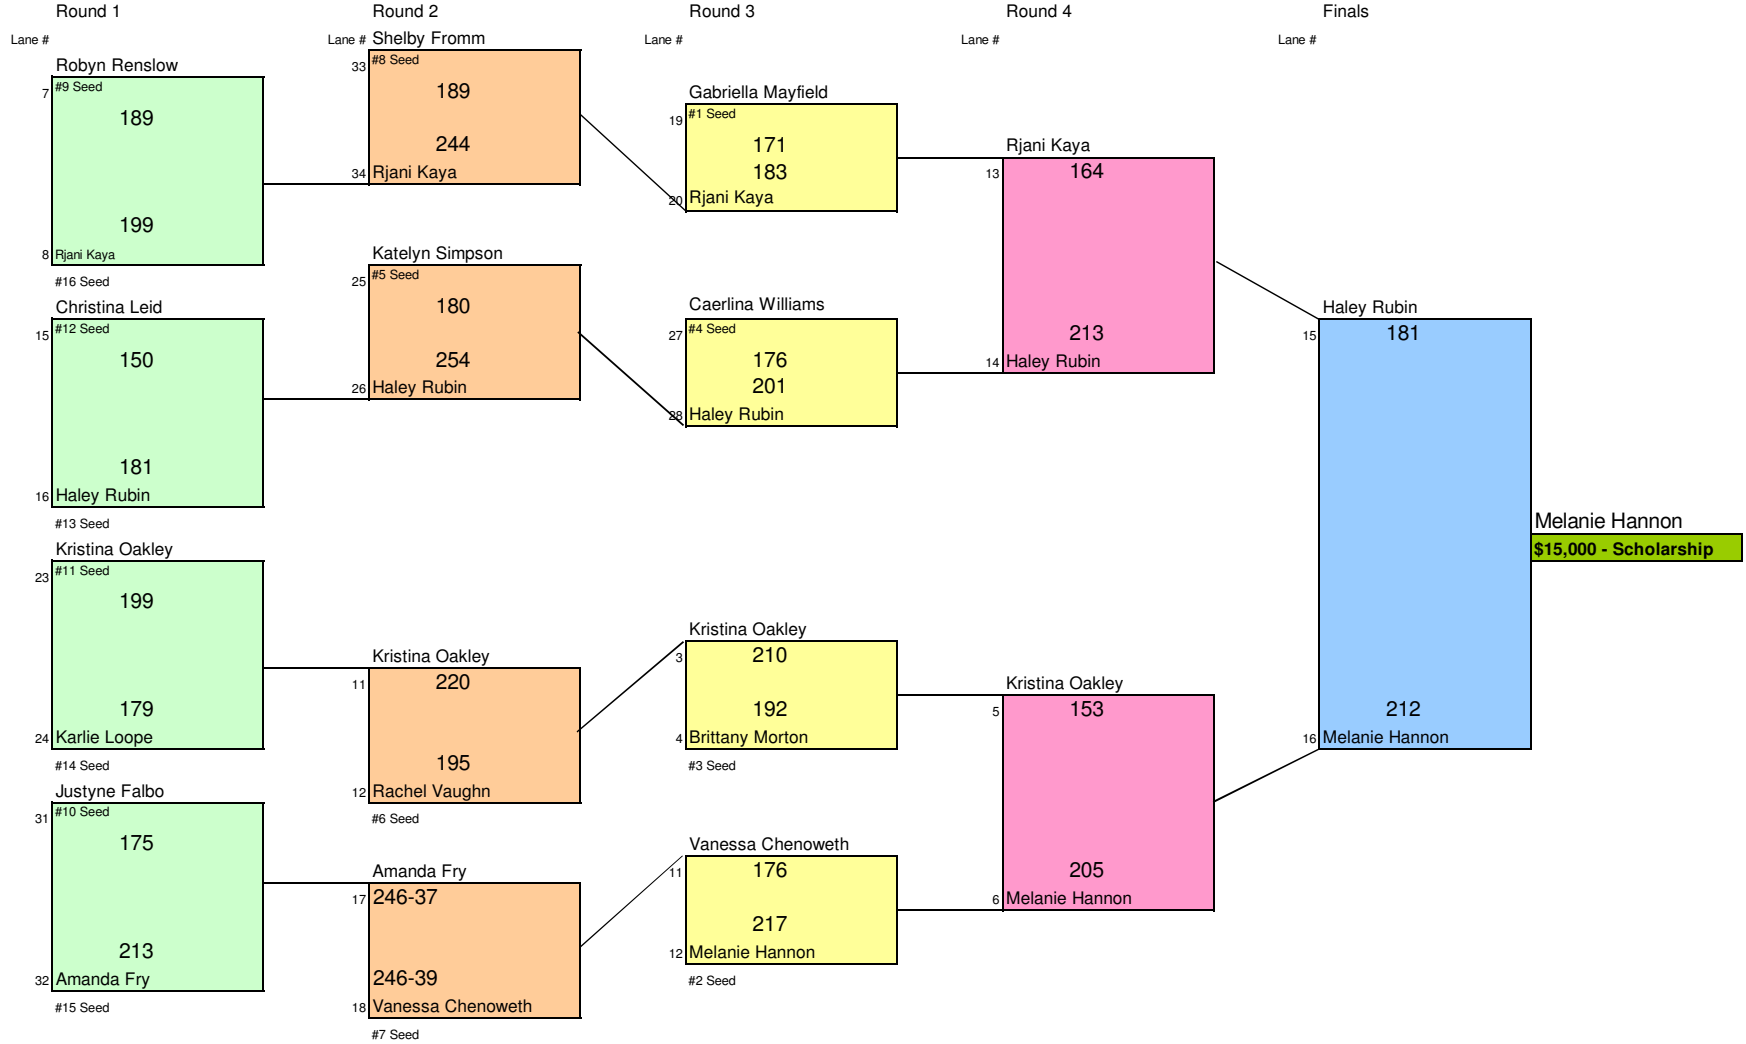 Round 1
Round 2
Round 3
Round 4
Finals
Lane #
Lane #
Lane #
Lane #
Lane #
Robyn Renslow
7
#9 Seed
189
199
8
Rjani Kaya
#16 Seed
Christina Leid
15
#12 Seed
150
181
16
Haley Rubin
#13 Seed
Kristina Oakley
23
#11 Seed
199
179
24
Karlie Loope
#14 Seed
Justyne Falbo
31
#10 Seed
175
213
32
Amanda Fry
#15 Seed
Shelby Fromm
33
#8 Seed
189
244
34
Rjani Kaya
Katelyn Simpson
25
#5 Seed
180
254
26
Haley Rubin
Kristina Oakley
11
220
195
12
Rachel Vaughn
#6 Seed
Amanda Fry
17
246-37
246-39
18
Vanessa Chenoweth
#7 Seed
Gabriella Mayfield
19
#1 Seed
171
183
20
Rjani Kaya
Caerlina Williams
27
#4 Seed
176
201
28
Haley Rubin
Kristina Oakley
3
210
192
4
Brittany Morton
#3 Seed
Vanessa Chenoweth
11
176
217
12
Melanie Hannon
#2 Seed
Rjani Kaya
13
164
213
14
Haley Rubin
Kristina Oakley
5
153
205
6
Melanie Hannon
Haley Rubin
15
181
212
16
Melanie Hannon
Melanie Hannon
$15,000 - Scholarship